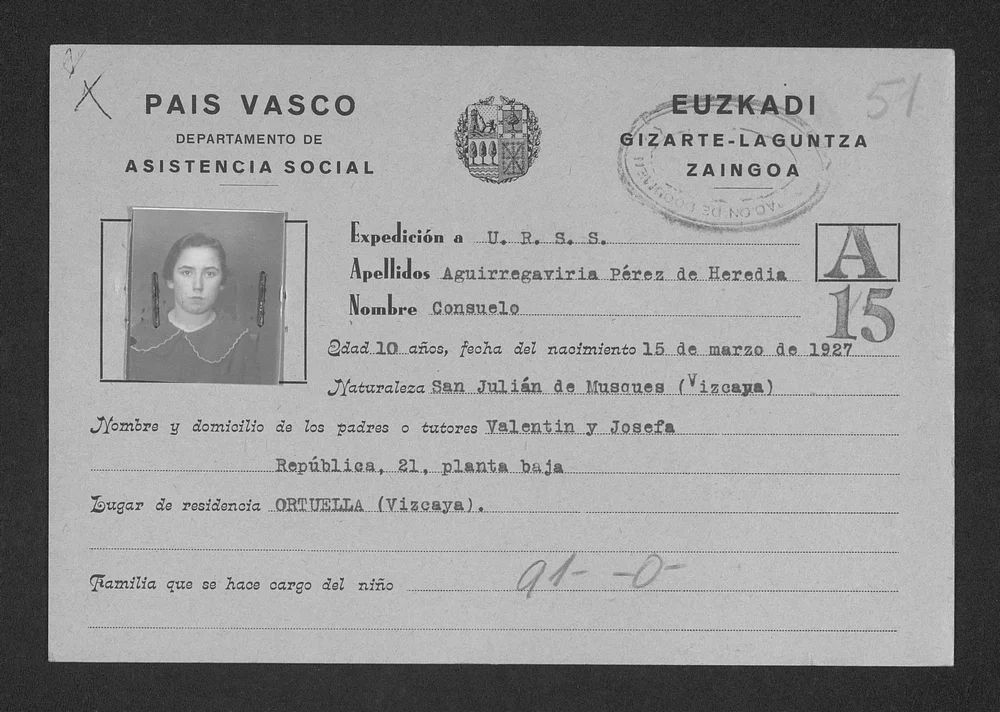 51
PAIS VASCO
DEPARTAMENTO DE
ASISTENCIA SOCIAL
EUZKADI
GIZARTE-LAGUNTZA
ZAINGOA
Expedición a U. R. S. S.
A
Apellidos Aguirregaviria Pérez de Heredia
15
Nombre Consuelo
Edad 10 años, fecha del nacimiento 15 de marzo de 1927
Naturaleza San Julián de Musques (Vizcaya)
Nombre y domicilio de los padres o tutores Valentin y Josefa
República, 21, planta baja
Lugar de residencia ORTUELLA (Vizcaya).
Familia que se hace cargo del niño 91- -0-